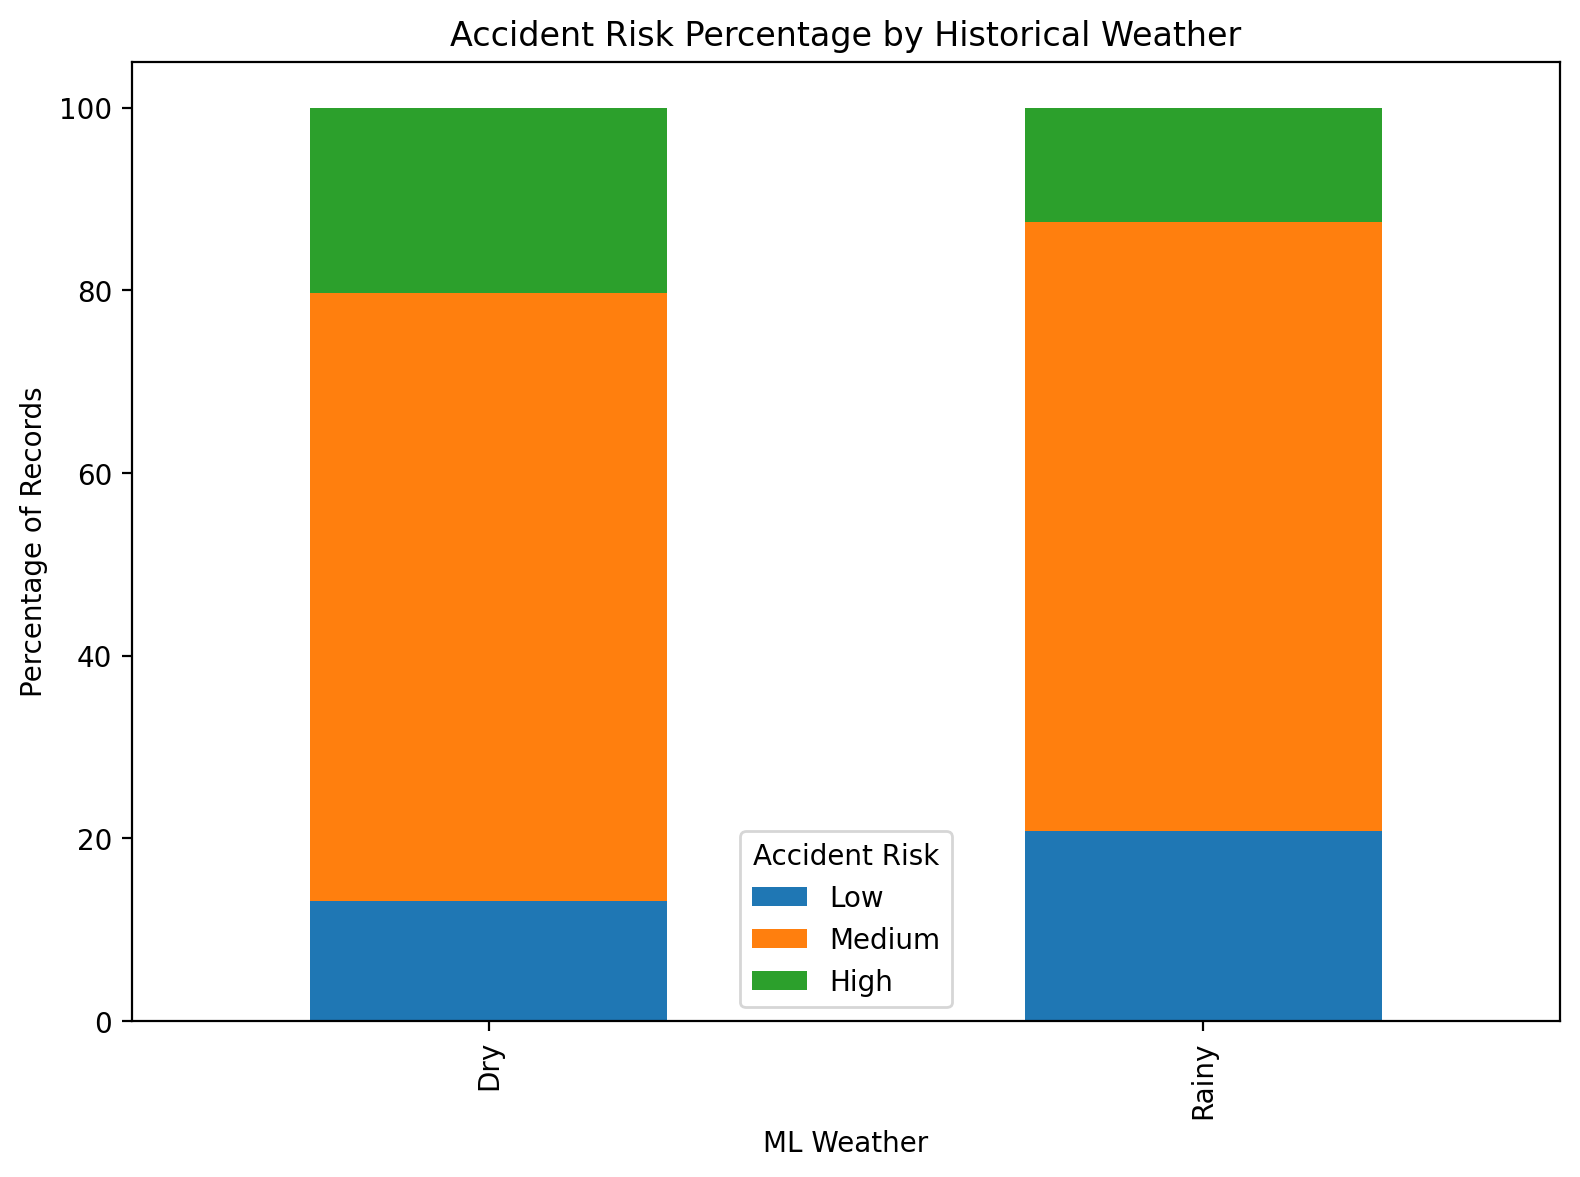 Accident Risk Percentage by Historical Weather
Percentage of Records
100
80
60
40
20
0
Accident Risk
Low
Medium
High
Dry
Rainy
ML Weather